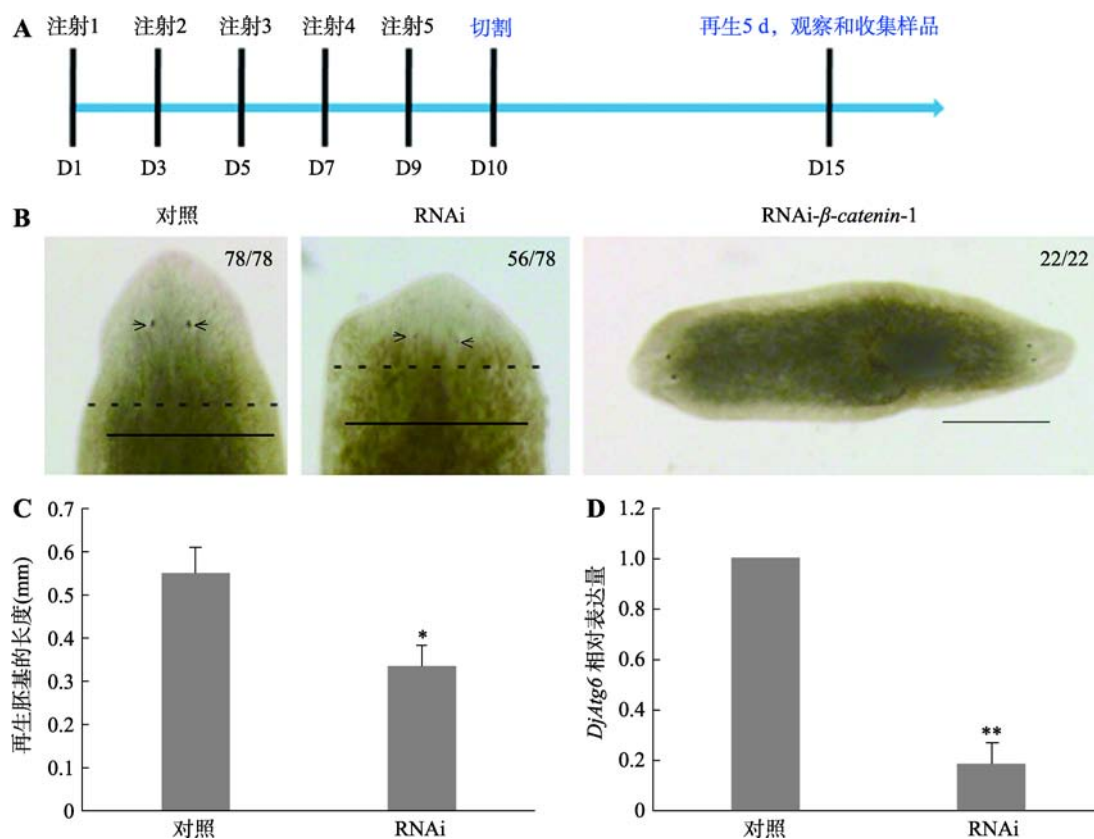 A
注射1 注射2 注射3 注射4 注射5 切割 再生5 d，观察和收集样品
D1 D3 D5 D7 D9 D10 D15
B
对照 RNAi RNAi-β-catenin-1
78/78 56/78 22/22
C
再生胚基的长度(mm)
0.7
0.6
0.5
0.4
0.3
0.2
0.1
0
*
对照 RNAi
D
DjAtg6 相对表达量
1.2
1.0
0.8
0.6
0.4
0.2
0
**
对照 RNAi